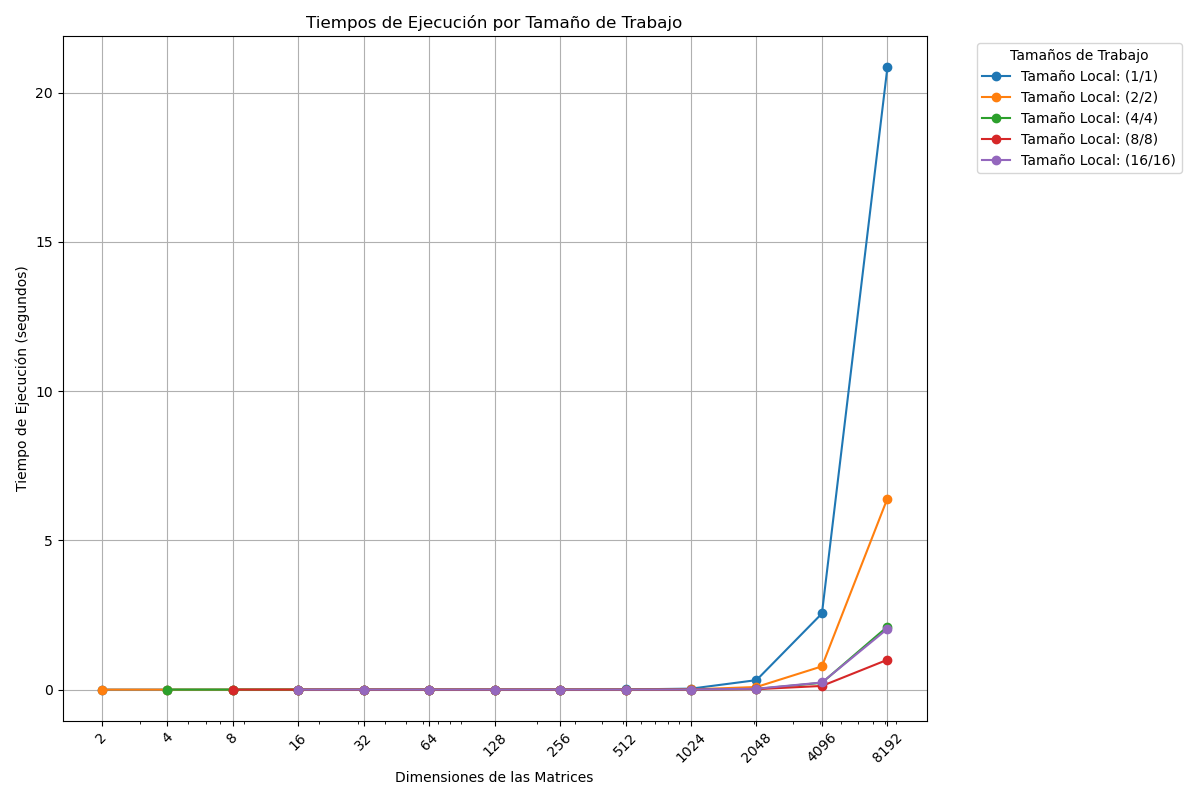 Tiempos de Ejecución por Tamaño de Trabajo
Tiempo de Ejecución (segundos)
20
15
10
5
0
2
4
8
16
32
64
128
256
512
1024
2048
4096
8192
Dimensiones de las Matrices
Tamaños de Trabajo
Tamaño Local: (1/1)
Tamaño Local: (2/2)
Tamaño Local: (4/4)
Tamaño Local: (8/8)
Tamaño Local: (16/16)